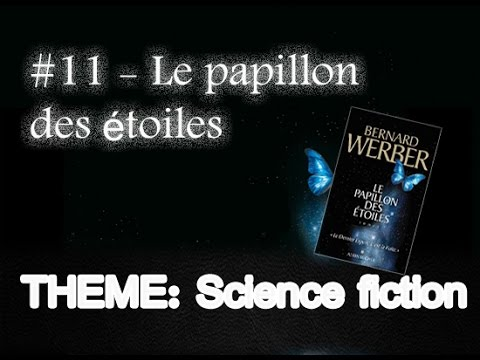 #11 - Le papillon
des étoiles
BERNARD
WERBER
LE
PAPILLON
DES
ÉTOILES
THEME: Science fiction